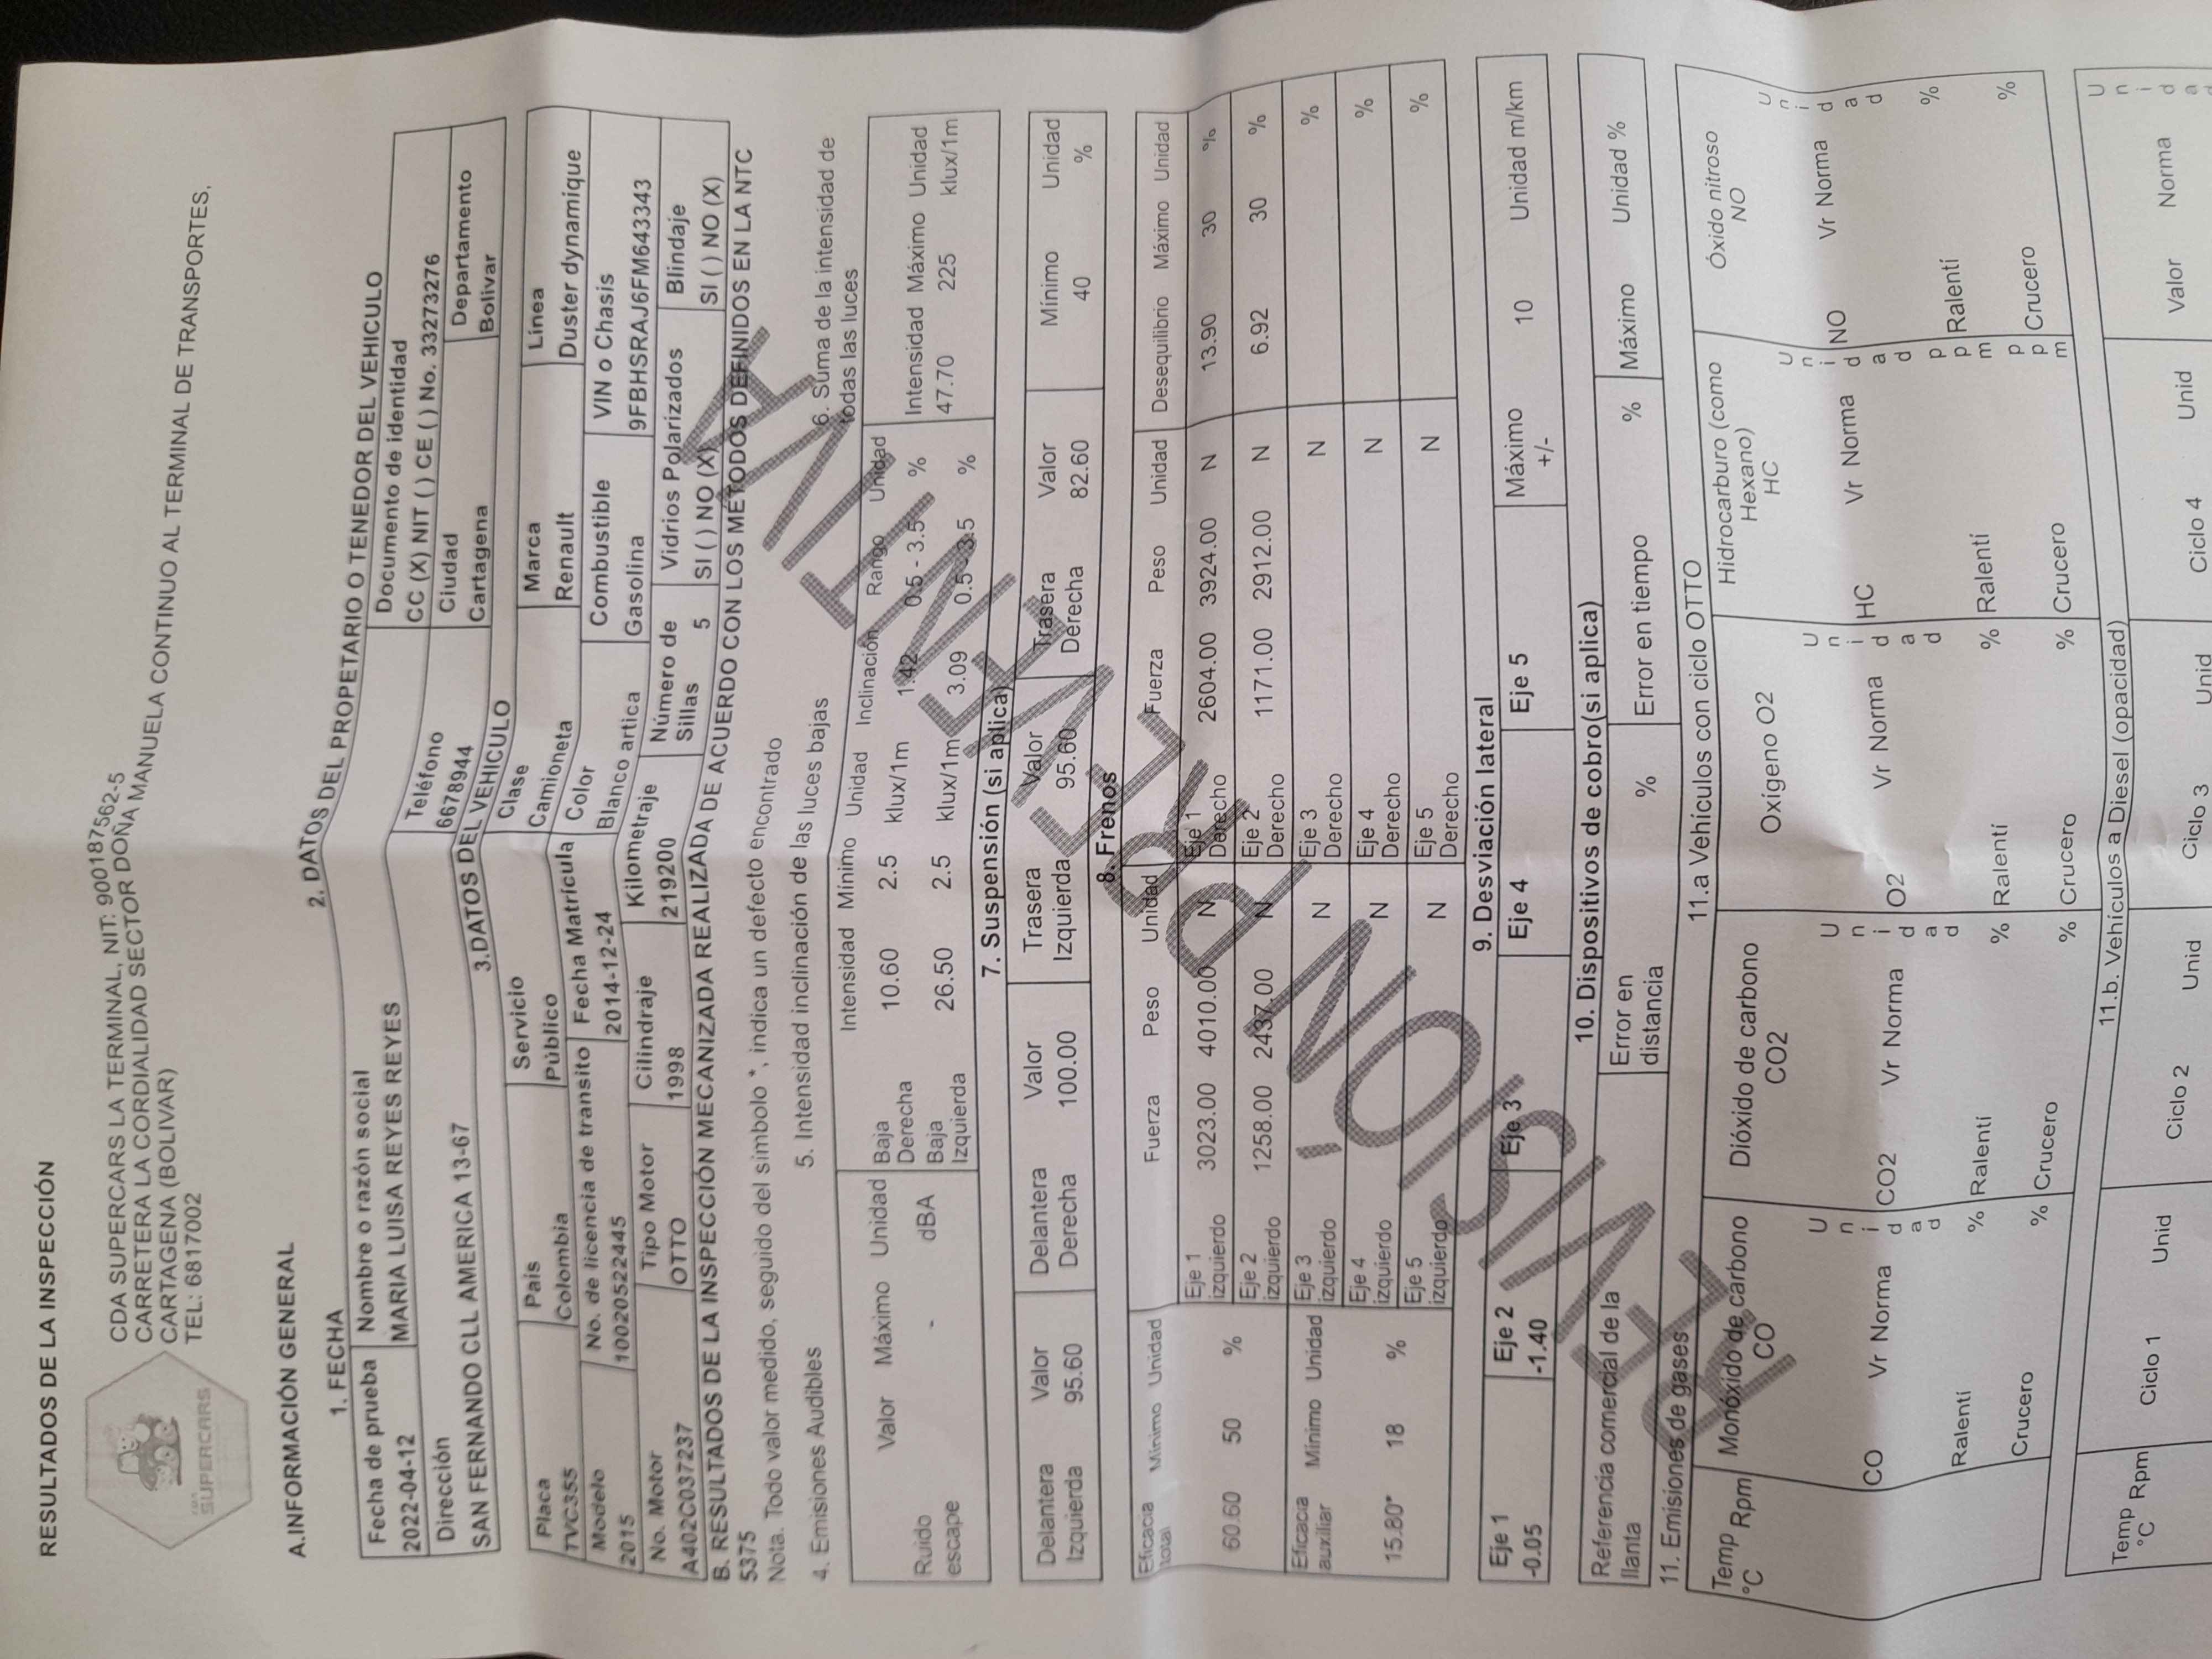 RESULTADOS DE LA INSPECCIÓN
SUPERCARS
CDA SUPERCARS LA TERMINAL, NIT: 900187562-5
CARRETERA LA CORDIALIDAD SECTOR DOÑA MANUELA CONTINUO AL TERMINAL DE TRANSPORTES,
CARTAGENA (BOLIVAR)
TEL: 6817002
A.INFORMACIÓN GENERAL
1. FECHA
2. DATOS DEL PROPETARIO O TENEDOR DEL VEHICULO
Fecha de prueba Nombre o razón social Documento de identidad
2022-04-12 MARIA LUISA REYES REYES CC (X) NIT ( ) CE ( ) No. 33273276
Dirección Teléfono Ciudad Departamento
SAN FERNANDO CLL AMERICA 13-67 6678944 Cartagena Bolivar
3.DATOS DEL VEHICULO
Placa Pais Servicio Clase Marca Línea
TVC355 Colombia Público Camioneta Renault Duster dynamique
Modelo No. de licencia de transito Fecha Matrícula Color Combustible VIN o Chasis
2015 10020522445 2014-12-24 Blanco artica Gasolina 9FBHSRAJ6FM643343
No. Motor Tipo Motor Cilindraje Kilometraje Número de Sillas Vidrios Polarizados Blindaje
A402C037237 OTTO 1998 219200 5 SI ( ) NO (X) SI ( ) NO (X)
B. RESULTADOS DE LA INSPECCIÓN MECANIZADA REALIZADA DE ACUERDO CON LOS METODOS DEFINIDOS EN LA NTC
5375
Nota. Todo valor medido, seguido del simbolo *, indica un defecto encontrado
4. Emisiones Audibles
5. Intensidad inclinación de las luces bajas
6. Suma de la intensidad de
todas las luces
Valor Máximo Unidad
Ruido escape - dBA
Intensidad Mínimo Unidad Inclinación Rango Unidad
Baja Derecha 10.60 2.5 klux/1m 1.42 0.5 - 3.5 %
Baja Izquierda 26.50 2.5 klux/1m 3.09 0.5 - 3.5 %
Intensidad Máximo Unidad
47.70 225 klux/1m
7. Suspensión (si aplica)
Delantera Izquierda Valor 95.60 Delantera Derecha Valor 100.00 Trasera Izquierda Valor 95.60 Trasera Derecha Valor 82.60 Mínimo 40 Unidad %
8. Frenos
Eficacia total Mínimo Unidad Fuerza Peso Unidad Fuerza Peso Unidad Desequilibrio Máximo Unidad
60.60 50 %
Eje 1 izquierdo 3023.00 4010.00 N Eje 1 Derecho 2604.00 3924.00 N 13.90 30 %
Eje 2 izquierdo 1258.00 2437.00 N Eje 2 Derecho 1171.00 2912.00 N 6.92 30 %
Eficacia auxiliar Mínimo Unidad
15.80* 18 %
Eje 3 izquierdo N Eje 3 Derecho N %
Eje 4 izquierdo N Eje 4 Derecho N %
Eje 5 izquierdo N Eje 5 Derecho N %
9. Desviación lateral
Eje 1 Eje 2 Eje 3 Eje 4 Eje 5 Máximo +/- 10 Unidad m/km
-0.05 -1.40
10. Dispositivos de cobro(si aplica)
Referencia comercial de la llanta Error en distancia % Error en tiempo % Máximo Unidad %
11. Emisiones de gases
11.a Vehículos con ciclo OTTO
Temp °C Rpm Monóxido de carbono CO Dióxido de carbono CO2 Oxígeno O2 Hidrocarburo (como Hexano) HC Óxido nitroso NO
CO Vr Norma Unidad CO2 Vr Norma Unidad O2 Vr Norma Unidad HC Vr Norma Unidad NO Vr Norma Unidad
Ralentí % Ralentí % Ralentí % Ralentí ppm Ralentí %
Crucero % Crucero % Crucero % Crucero ppm Crucero %
11.b. Vehículos a Diesel (opacidad)
Temp °C Rpm Ciclo 1 Unid Ciclo 2 Unid Ciclo 3 Unid Ciclo 4 Unid Valor Norma Unidad